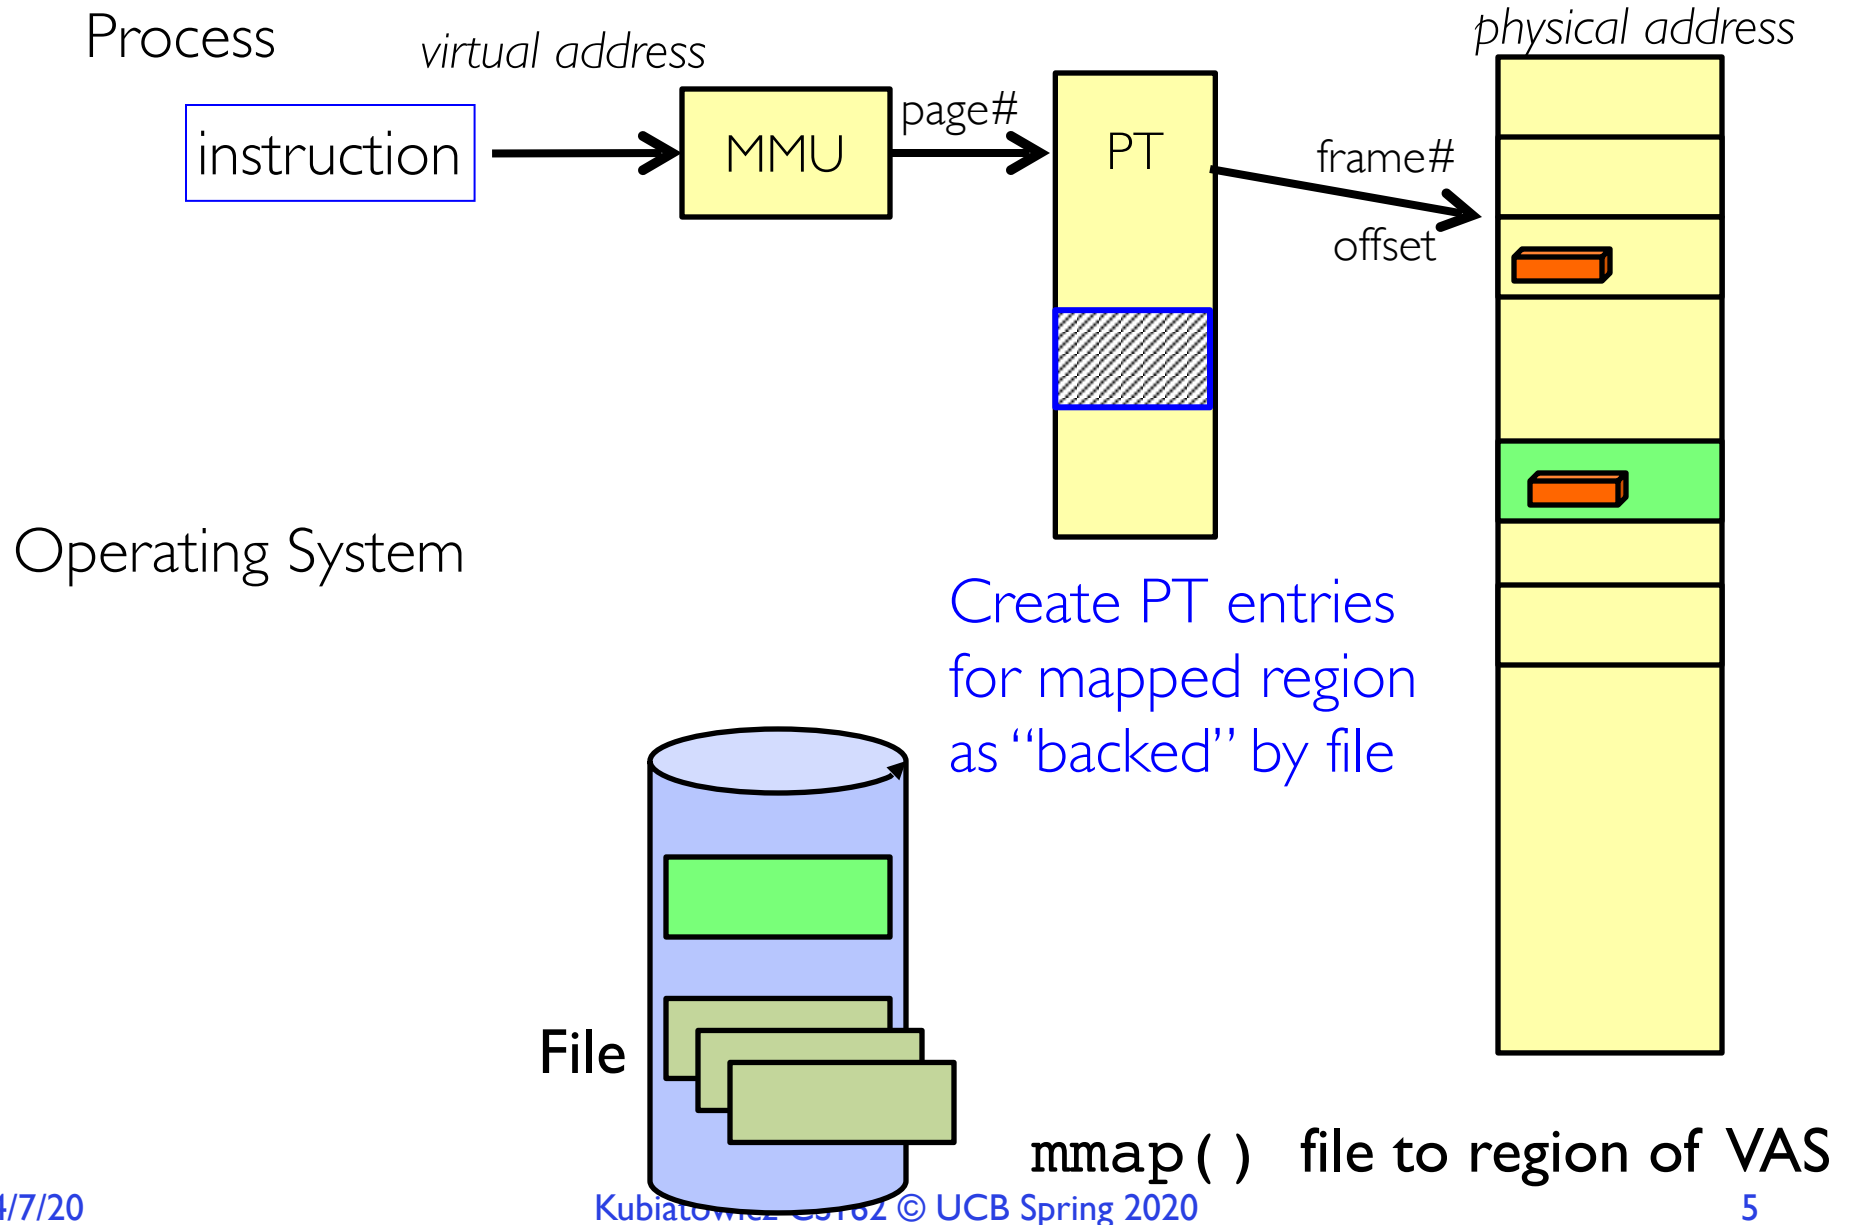 Process
virtual address
physical address
instruction
MMU
page#
PT
frame#
offset
Operating System
Create PT entries
for mapped region
as “backed” by file
File
mmap() file to region of VAS
/7/20
© UCB Spring 2020
5